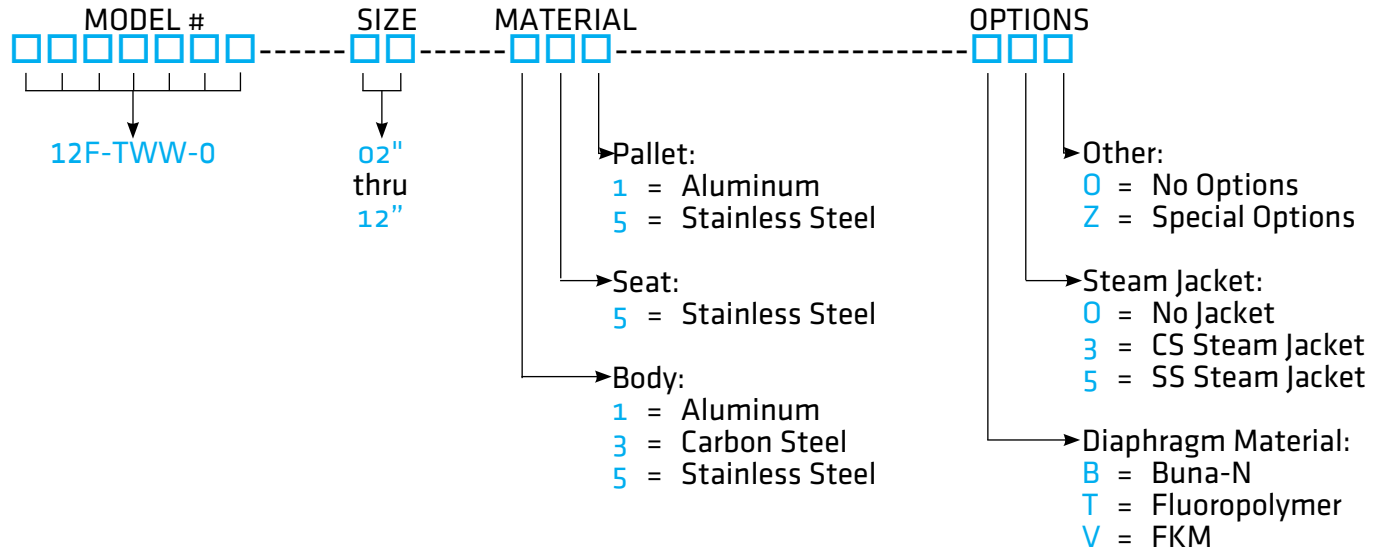 MODEL #
SIZE
MATERIAL
OPTIONS
12F-TWW-0
02"
thru
12”
Pallet:
1 = Aluminum
5 = Stainless Steel
Seat:
5 = Stainless Steel
Body:
1 = Aluminum
3 = Carbon Steel
5 = Stainless Steel
Other:
0 = No Options
Z = Special Options
Steam Jacket:
0 = No Jacket
3 = CS Steam Jacket
5 = SS Steam Jacket
Diaphragm Material:
B = Buna-N
T = Fluoropolymer
V = FKM